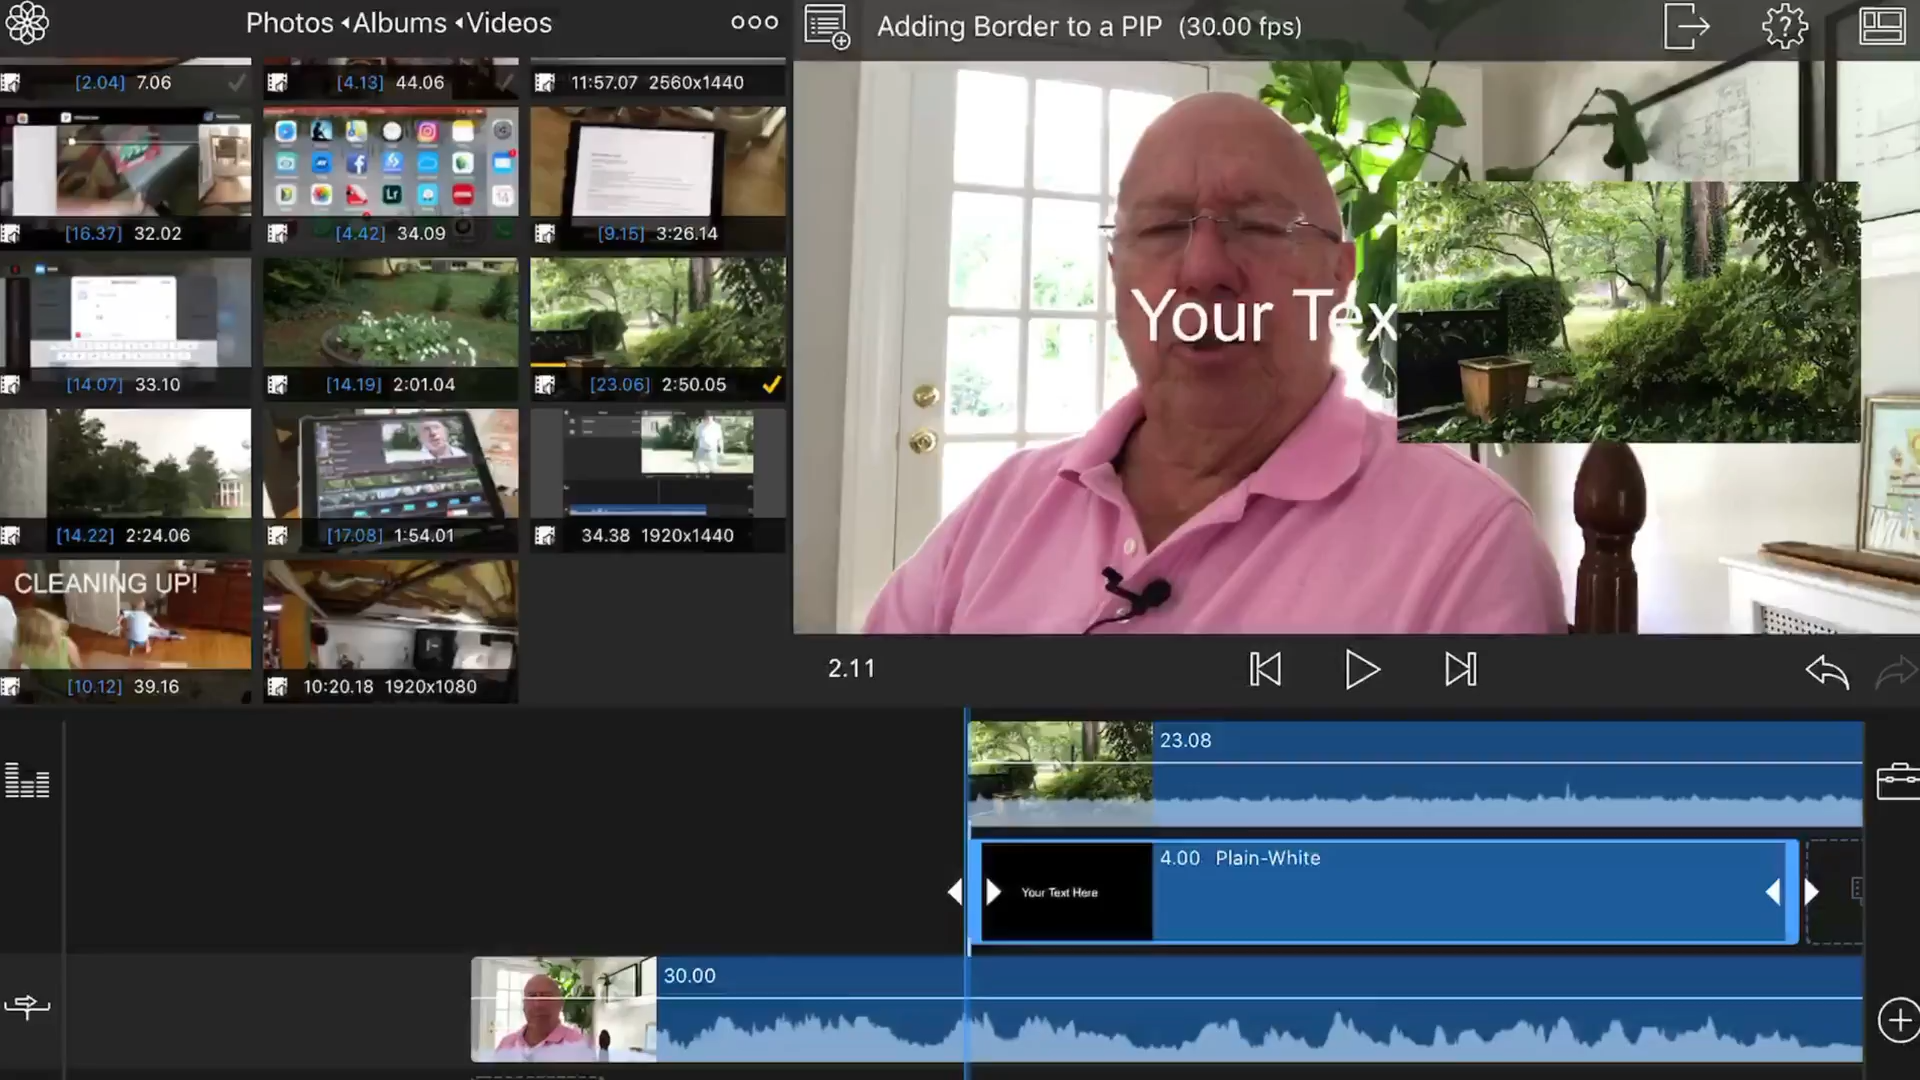 Photos ◂Albums ◂Videos
Adding Border to a PIP (30.00 fps)
[2.04] 7.06
[4.13] 44.06
11:57.07 2560x1440
[16.37] 32.02
[4.42] 34.09
[9.15] 3:26.14
[14.07] 33.10
[14.19] 2:01.04
[23.06] 2:50.05
[14.22] 2:24.06
[17.08] 1:54.01
34.38 1920x1440
CLEANING UP!
[10.12] 39.16
10:20.18 1920x1080
Your Tex
2.11
23.08
4.00 Plain-White
Your Text Here
30.00